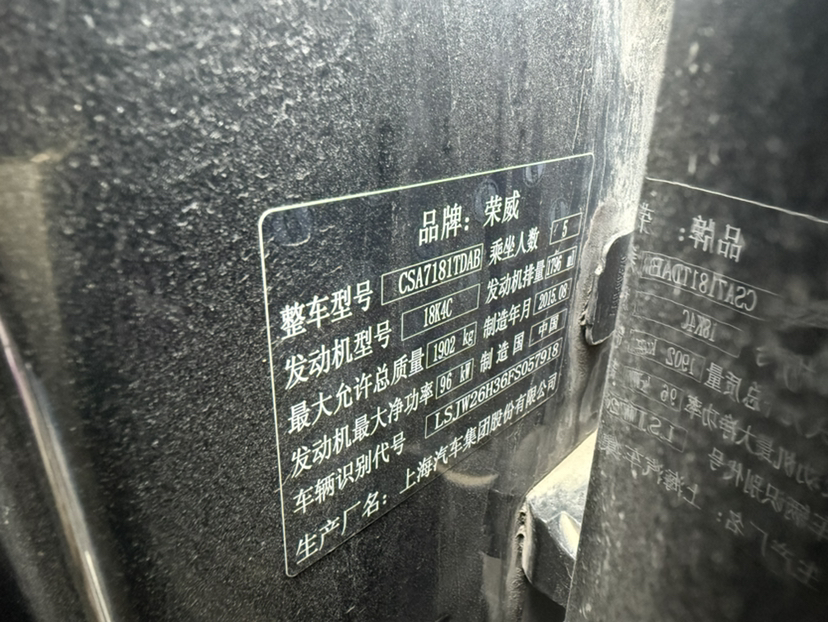 品牌：荣威
整车型号 CSA7181TDAB 乘坐人数 5
发动机型号 18K4C 发动机排量 1796 ml
最大允许总质量 1902 kg 制造年月 2015.08
发动机最大净功率 96 kW 制造国 中国
车辆识别代号 LSJW26H36FS057918
生产厂名：上海汽车集团股份有限公司